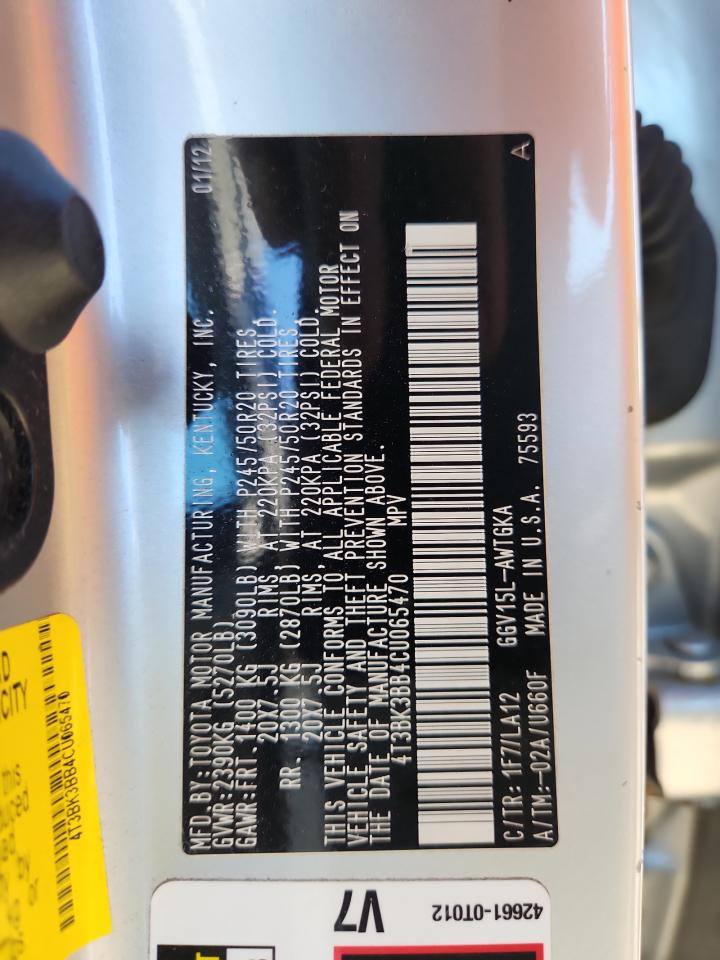 MFD.BY:TOYOTA MOTOR MANUFACTURING, KENTUCKY, INC. 01/12
GVWR:2390KG (5270LB)
GAWR:FRT.1400 KG (3090LB) WITH P245/50R20 TIRES,
20X7.5J RIMS, AT 220KPA (32PSI) COLD.
RR. 1300 KG (2870LB) WITH P245/50R20 TIRES,
20X7.5J RIMS, AT 220KPA (32PSI) COLD.
THIS VEHICLE CONFORMS TO ALL APPLICABLE FEDERAL MOTOR
VEHICLE SAFETY AND THEFT PREVENTION STANDARDS IN EFFECT ON
THE DATE OF MANUFACTURE SHOWN ABOVE.
4T3BK3BB4CU065470 MPV
C/TR: 1F7/LA12 GGV15L-AWTGKA
A/TM:-02A/U660F MADE IN U.S.A. 75593 A
CITY
4T3BK3BB4CU065470
this
by
or
V7
42661-0T012